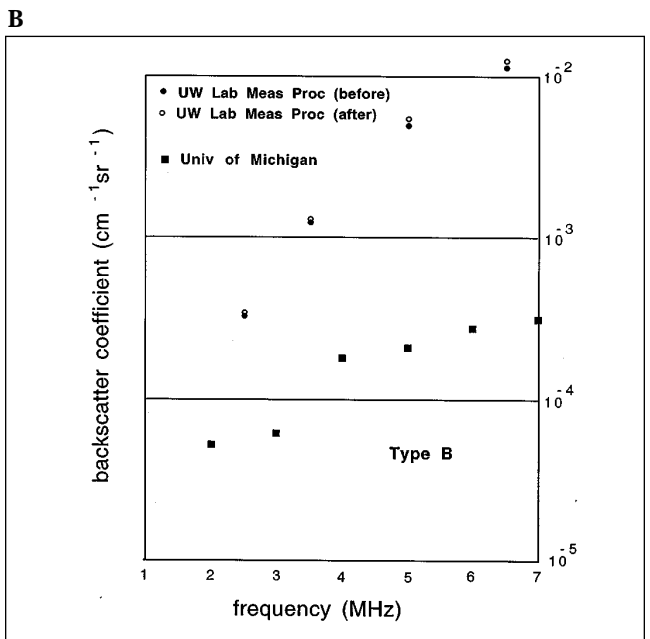 B
UW Lab Meas Proc (before)
UW Lab Meas Proc (after)
Univ of Michigan
Type B
backscatter coefficient (cm⁻¹sr⁻¹)
10⁻²
10⁻³
10⁻⁴
10⁻⁵
1 2 3 4 5 6 7
frequency (MHz)